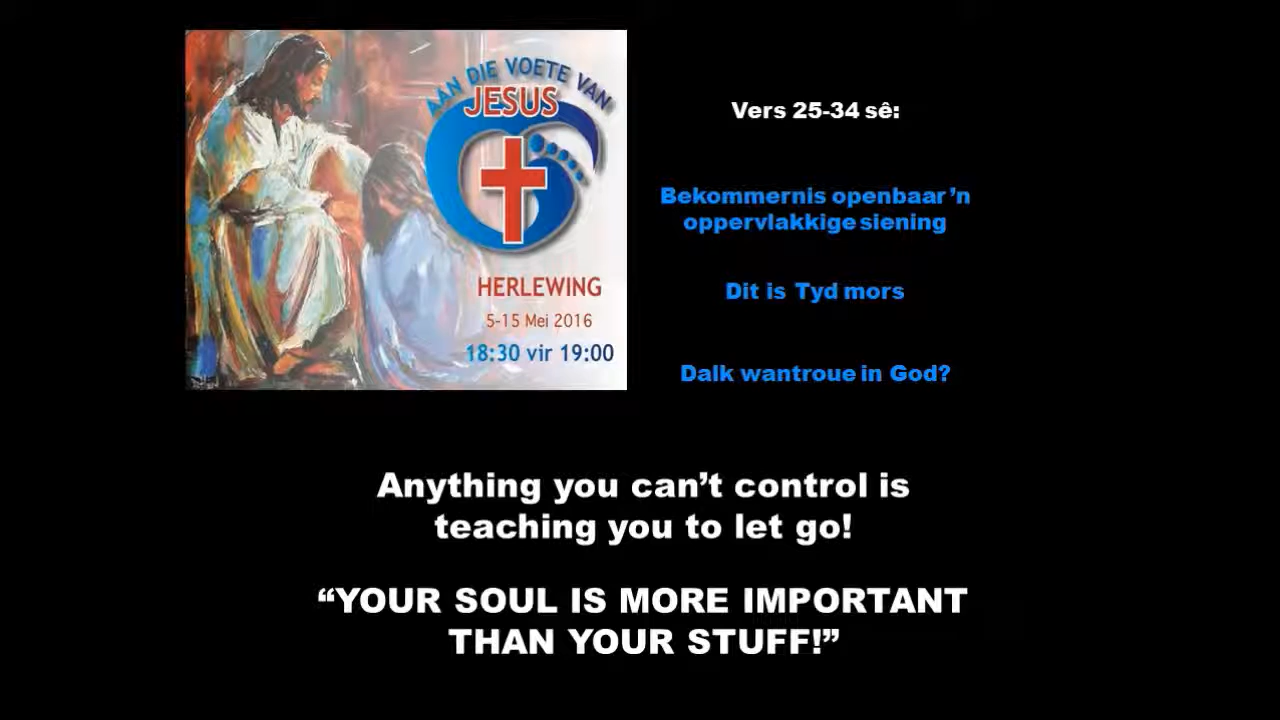 AAN DIE VOETE VAN
JESUS
HERLEWING
5-15 Mei 2016
18:30 vir 19:00
Vers 25-34 sê:
Bekommernis openbaar ’n
oppervlakkige siening
Dit is Tyd mors
Dalk wantroue in God?
Anything you can’t control is
teaching you to let go!
“YOUR SOUL IS MORE IMPORTANT
THAN YOUR STUFF!”